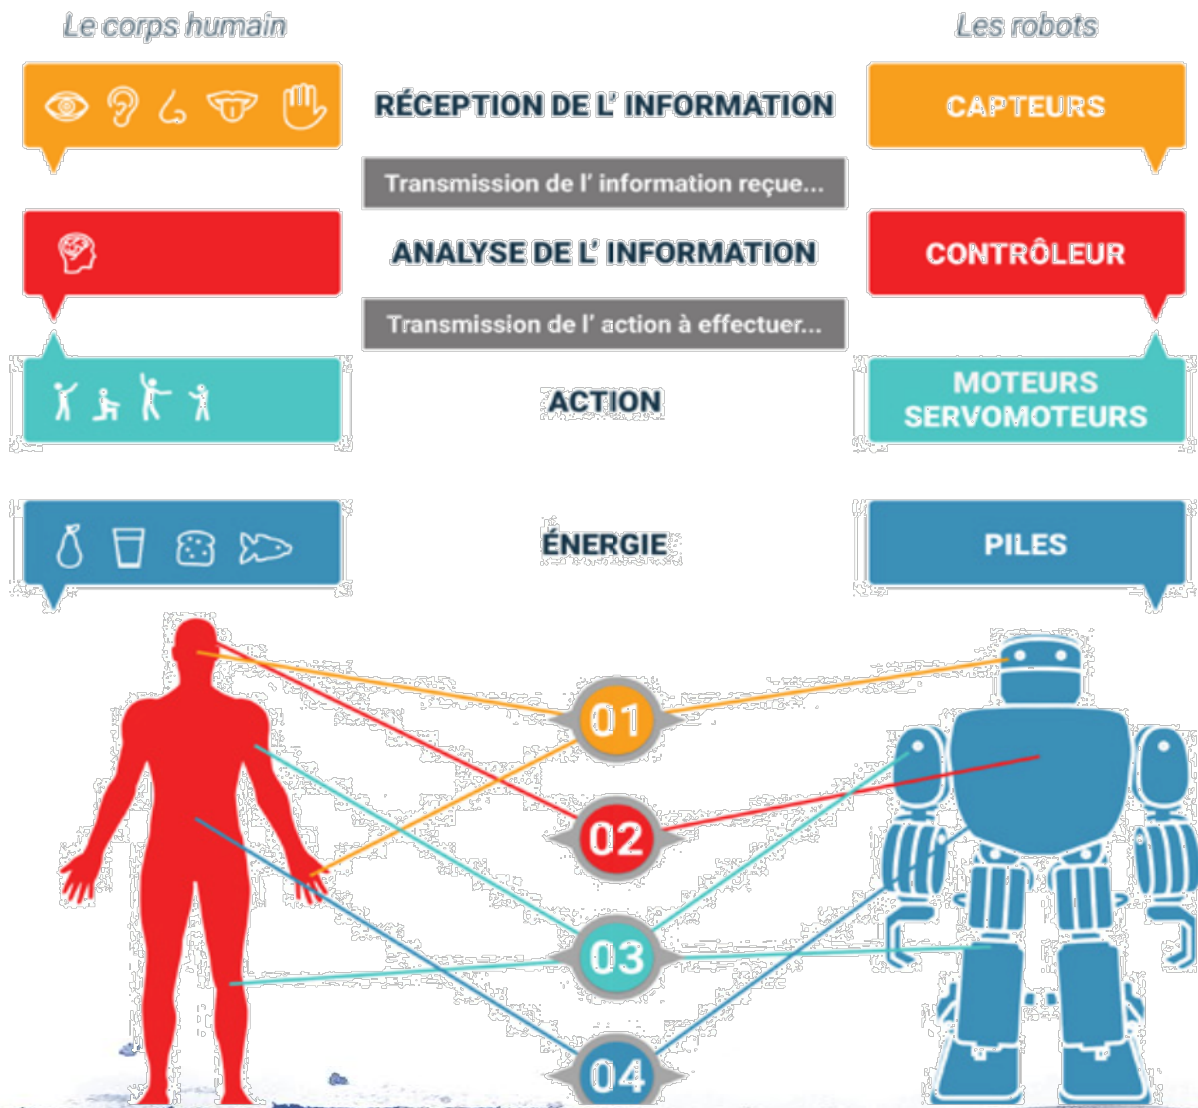 Le corps humain
Les robots
RÉCEPTION DE L' INFORMATION
CAPTEURS
Transmission de l' information reçue...
ANALYSE DE L' INFORMATION
CONTRÔLEUR
Transmission de l' action à effectuer...
ACTION
MOTEURS
SERVOMOTEURS
ÉNERGIE
PILES
01
02
03
04